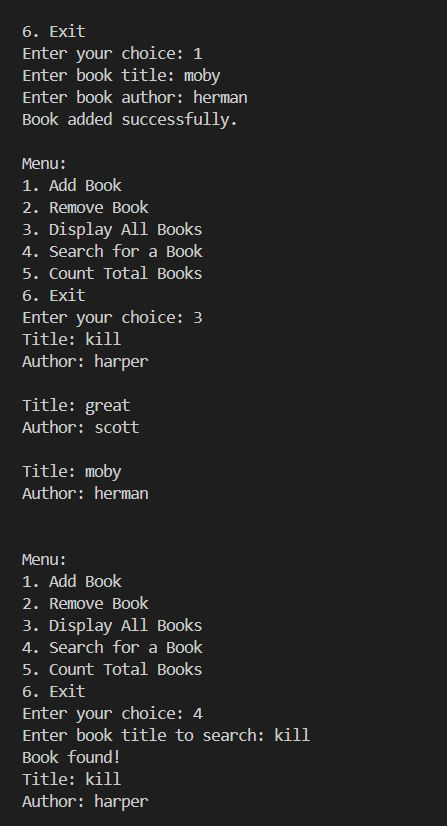 6. Exit
Enter your choice: 1
Enter book title: moby
Enter book author: herman
Book added successfully.

Menu:
1. Add Book
2. Remove Book
3. Display All Books
4. Search for a Book
5. Count Total Books
6. Exit
Enter your choice: 3
Title: kill
Author: harper

Title: great
Author: scott

Title: moby
Author: herman


Menu:
1. Add Book
2. Remove Book
3. Display All Books
4. Search for a Book
5. Count Total Books
6. Exit
Enter your choice: 4
Enter book title to search: kill
Book found!
Title: kill
Author: harper